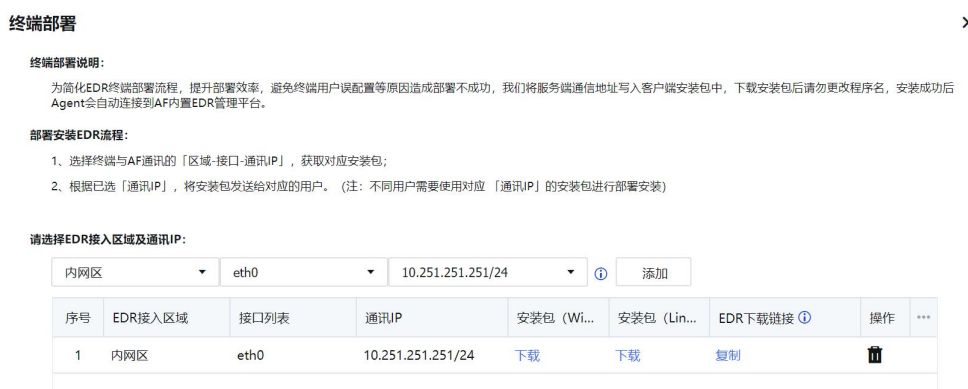 终端部署
终端部署说明：
为简化EDR终端部署流程，提升部署效率，避免终端用户误配置等原因造成部署不成功，我们将服务端通信地址写入客户端安装包中，下载安装包后请勿更改程序名，安装成功后
Agent会自动连接到AF内置EDR管理平台。
部署安装EDR流程：
1、选择终端与AF通讯的「区域-接口-通讯IP」，获取对应安装包；
2、根据已选「通讯IP」，将安装包发送给对应的用户。（注：不同用户需要使用对应 「通讯IP」的安装包进行部署安装）
请选择EDR接入区域及通讯IP：
内网区 eth0 10.251.251.251/24 添加
序号 EDR接入区域 接口列表 通讯IP 安装包（Wi... 安装包（Lin... EDR下载链接 操作
1 内网区 eth0 10.251.251.251/24 下载 下载 复制